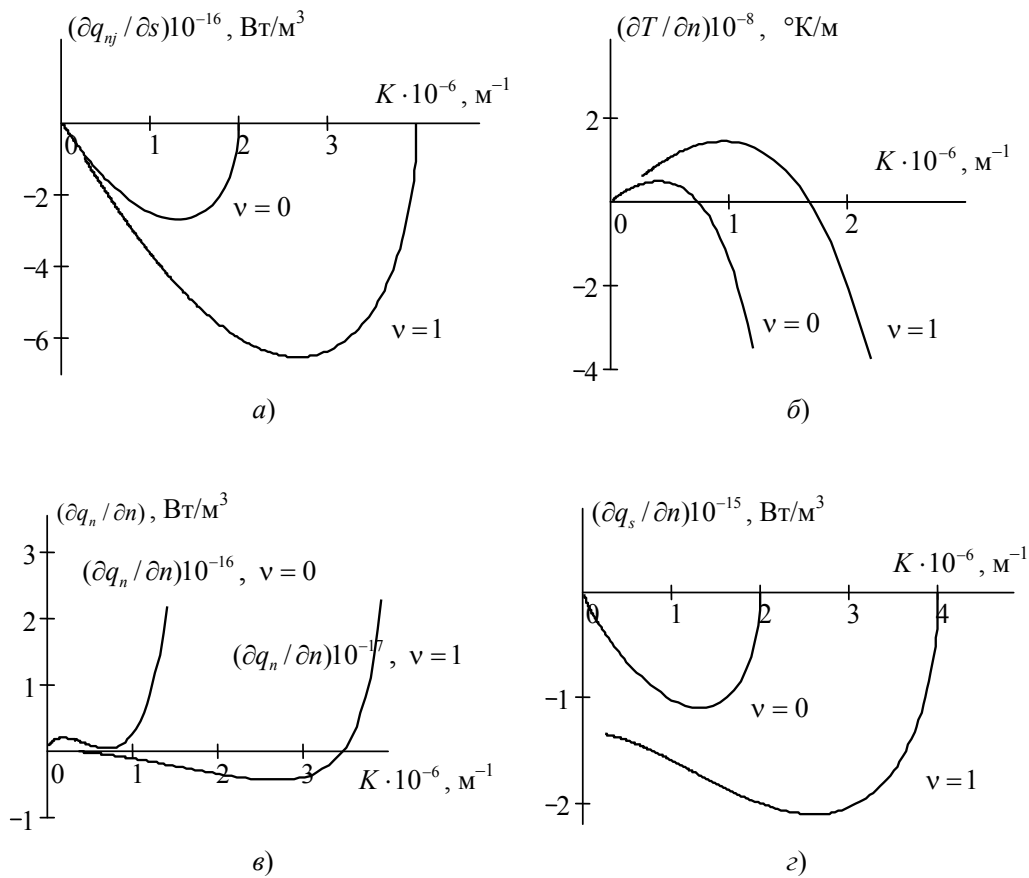 (∂q_{nj} / ∂s)10^{−16}, Вт/м^3
K · 10^{−6}, м^{−1}
0 1 2 3
−2
ν = 0
−4
ν = 1
−6
а)
(∂T / ∂n)10^{−8}, °К/м
2
K · 10^{−6}, м^{−1}
0 1 2
−2
ν = 0 ν = 1
−4
б)
(∂q_n / ∂n), Вт/м^3
3
(∂q_n / ∂n)10^{−16}, ν = 0
2
(∂q_n / ∂n)10^{−17}, ν = 1
1
0 1 2 3
K · 10^{−6}, м^{−1}
−1
в)
(∂q_s / ∂n)10^{−15}, Вт/м^3
K · 10^{−6}, м^{−1}
0 1 2 3 4
−1
ν = 0
ν = 1
−2
г)